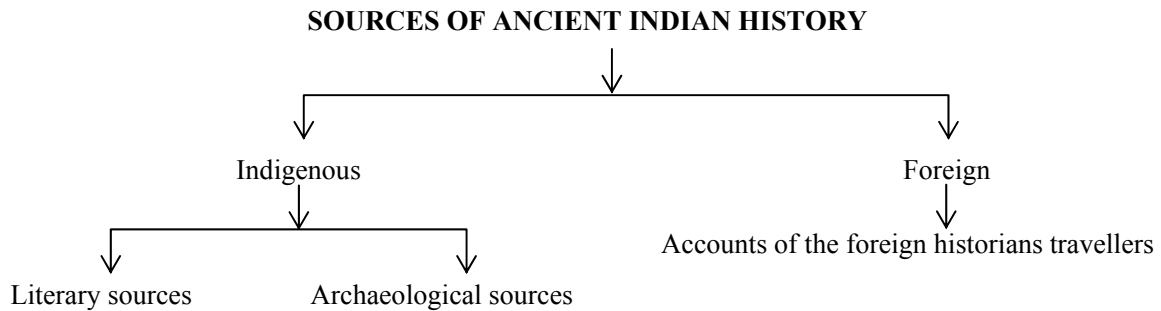 SOURCES OF ANCIENT INDIAN HISTORY
Indigenous
Foreign
Accounts of the foreign historians travellers
Literary sources
Archaeological sources